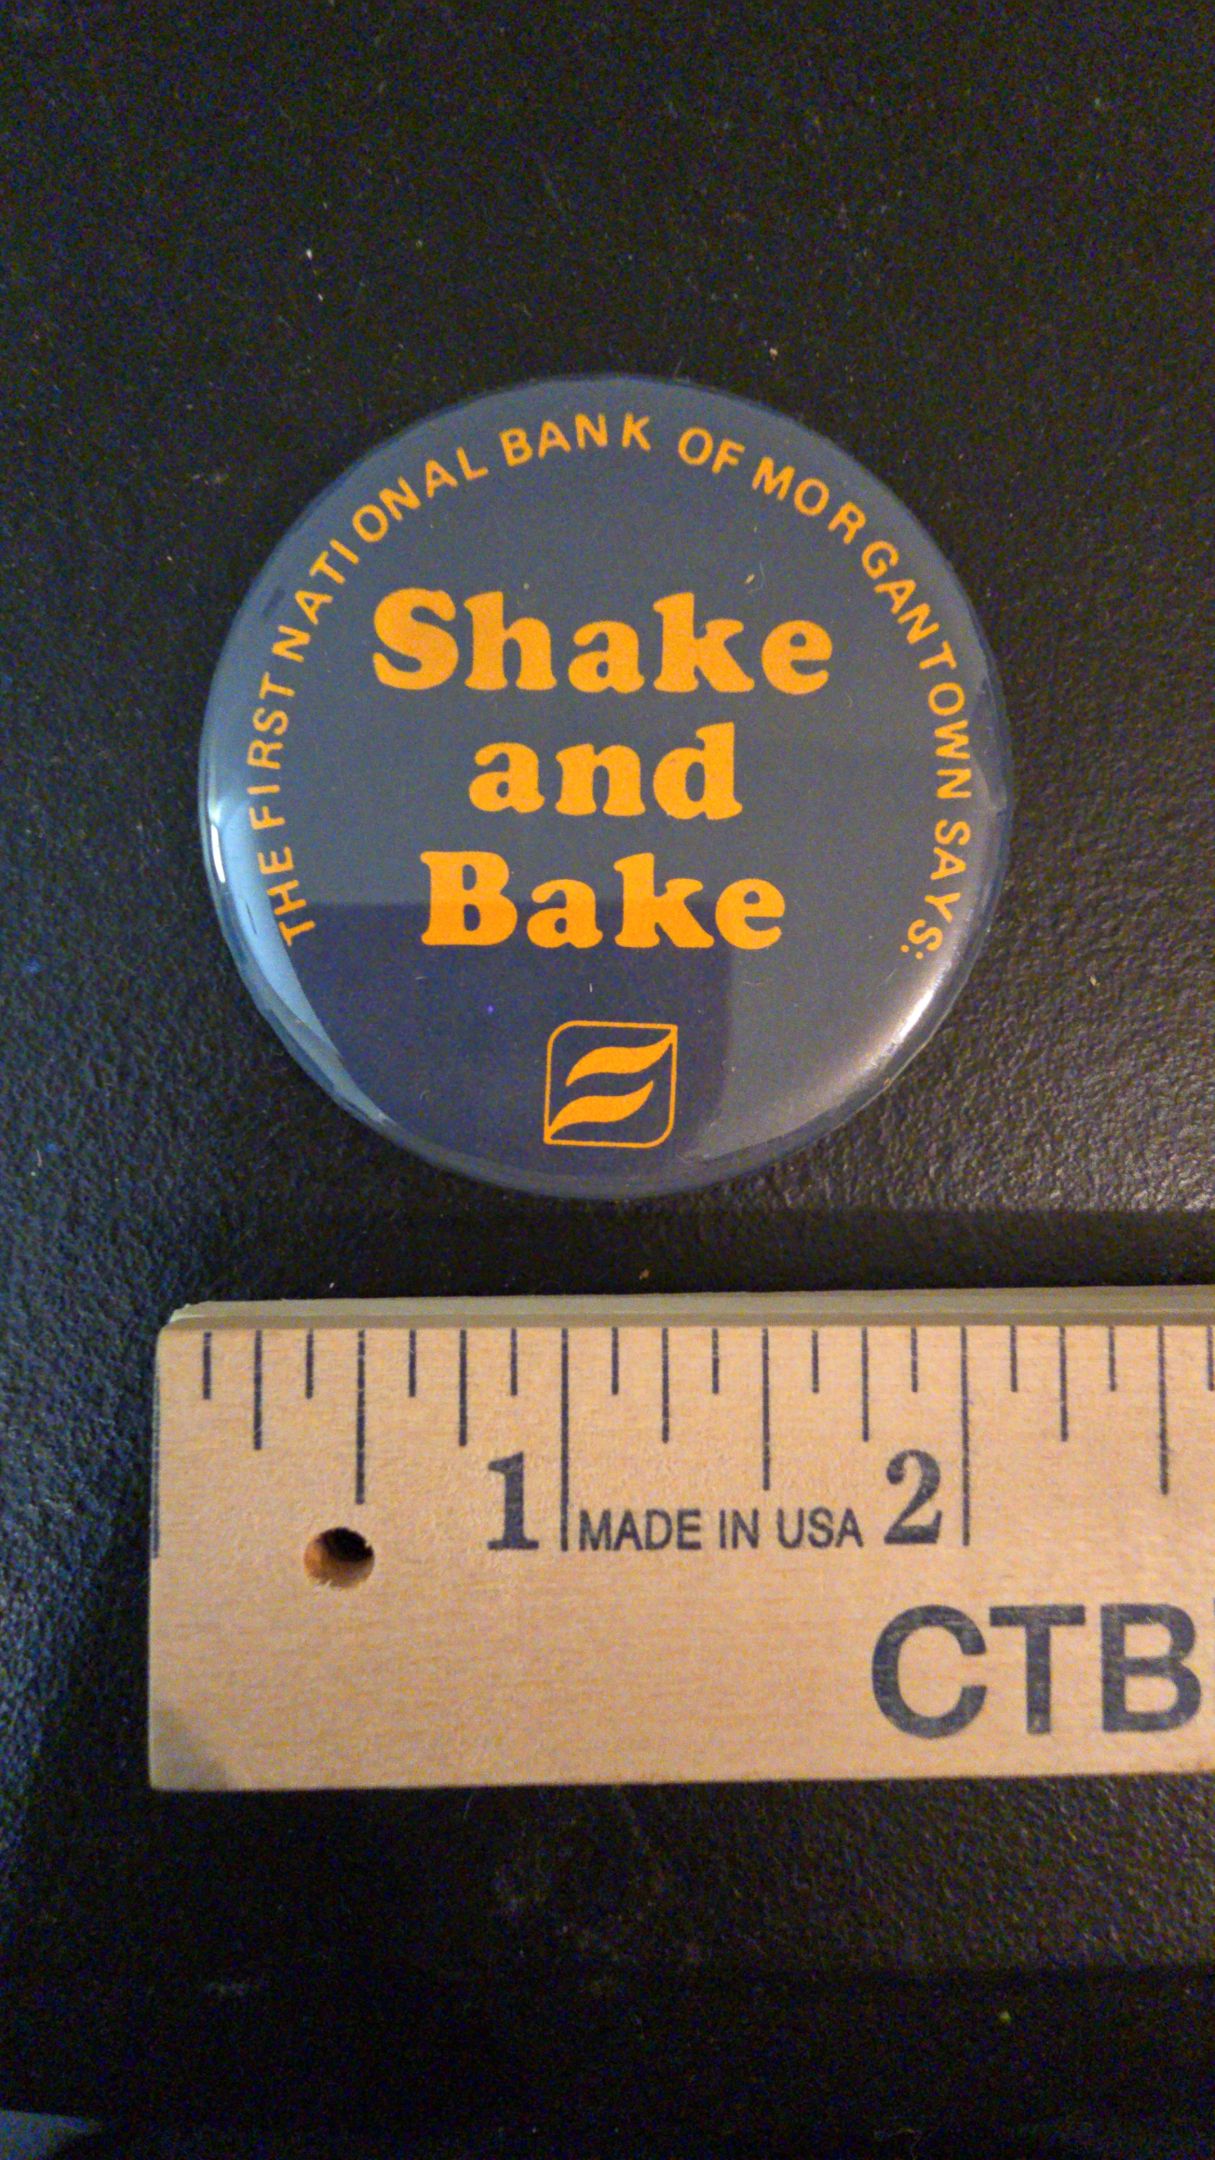 THE FIRST NATIONAL BANK OF MORGANTOWN SAYS:
Shake
and
Bake
1 MADE IN USA 2
CTB